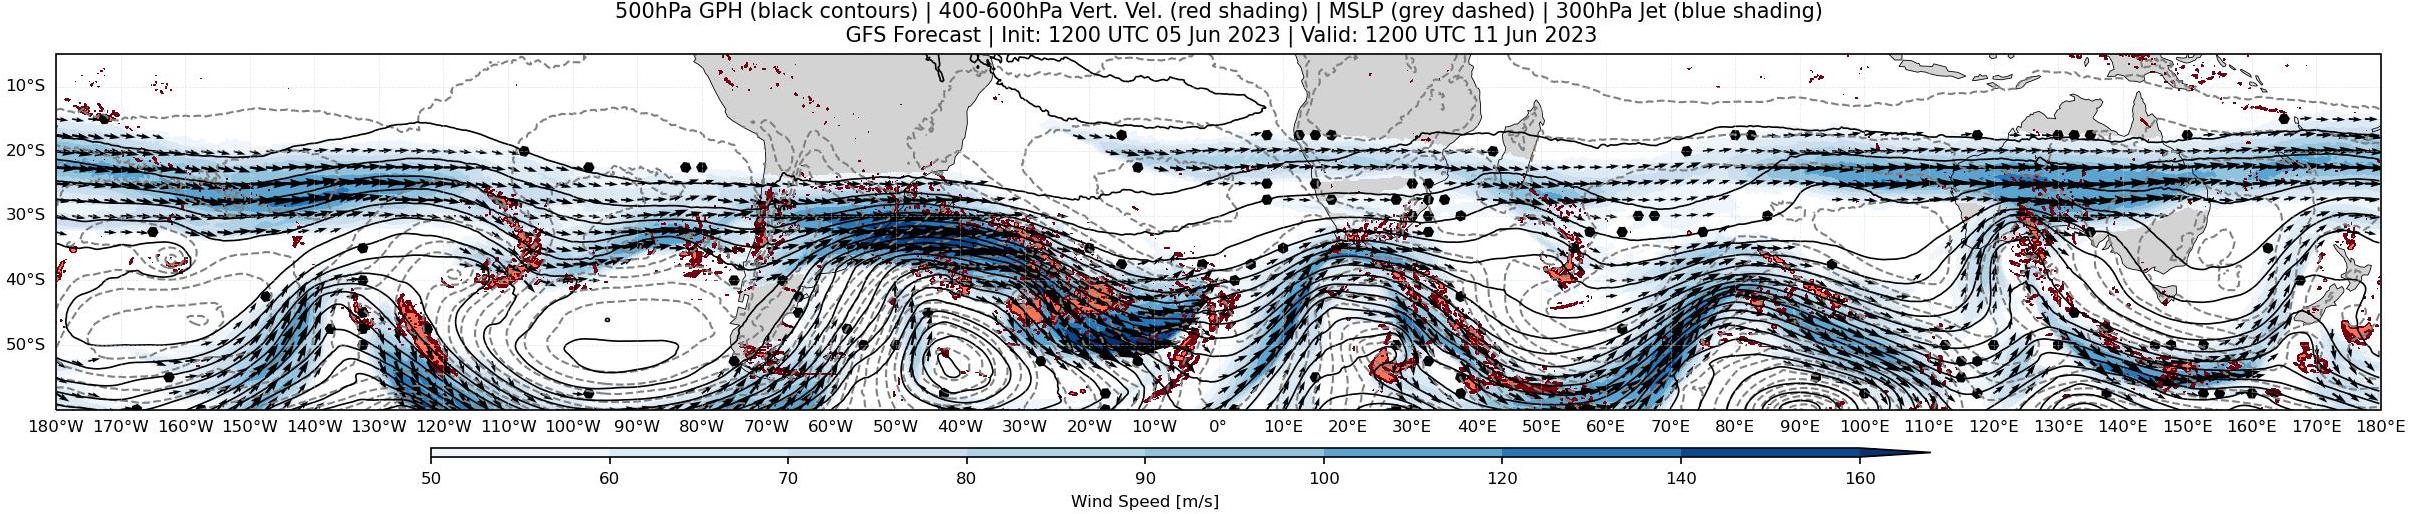 500hPa GPH (black contours) | 400-600hPa Vert. Vel. (red shading) | MSLP (grey dashed) | 300hPa Jet (blue shading)
GFS Forecast | Init: 1200 UTC 05 Jun 2023 | Valid: 1200 UTC 11 Jun 2023
10°S
20°S
30°S
40°S
50°S
180°W 170°W 160°W 150°W 140°W 130°W 120°W 110°W 100°W 90°W 80°W 70°W 60°W 50°W 40°W 30°W 20°W 10°W 0° 10°E 20°E 30°E 40°E 50°E 60°E 70°E 80°E 90°E 100°E 110°E 120°E 130°E 140°E 150°E 160°E 170°E 180°E
50 60 70 80 90 100 120 140 160
Wind Speed [m/s]